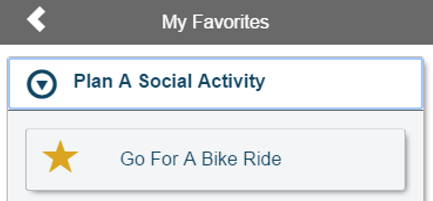 My Favorites
Plan A Social Activity
Go For A Bike Ride